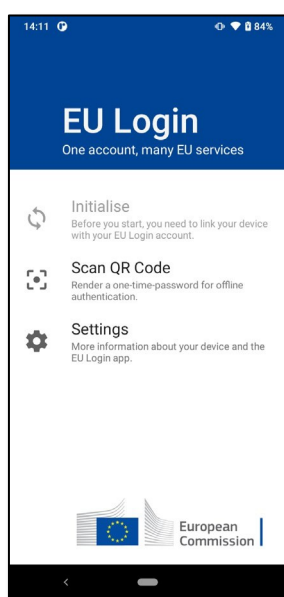 14:11 84%
EU Login
One account, many EU services
Initialise
Before you start, you need to link your device
with your EU Login account.
Scan QR Code
Render a one-time-password for offline
authentication.
Settings
More information about your device and the
EU Login app.
European
Commission